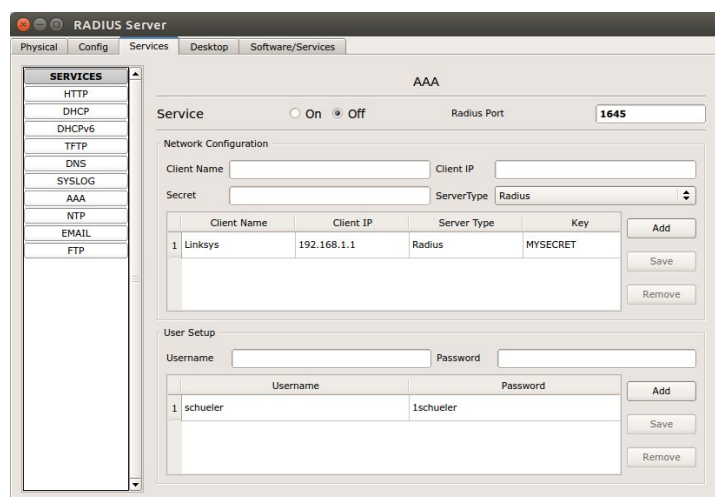 RADIUS Server
Physical Config Services Desktop Software/Services
SERVICES
HTTP
DHCP
DHCPv6
TFTP
DNS
SYSLOG
AAA
NTP
EMAIL
FTP
AAA
Service On Off Radius Port 1645
Network Configuration
Client Name Client IP
Secret ServerType Radius
Client Name Client IP Server Type Key
1 Linksys 192.168.1.1 Radius MYSECRET
Add
Save
Remove
User Setup
Username Password
Username Password
1 schueler 1schueler
Add
Save
Remove